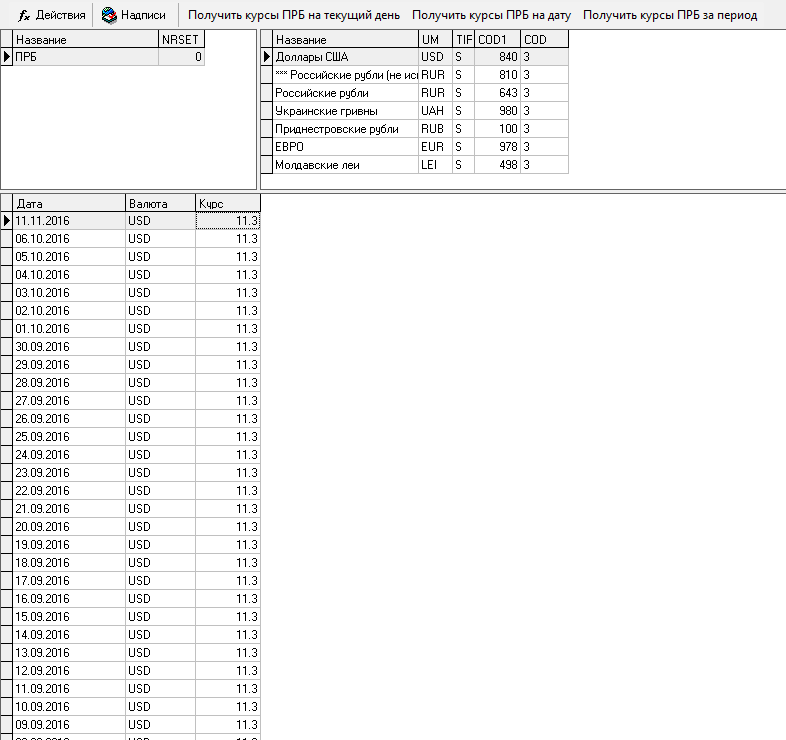 fx Действия Надписи Получить курсы ПРБ на текущий день Получить курсы ПРБ на дату Получить курсы ПРБ за период
Название NRSET
ПРБ 0
Название UM TIF COD1 COD
Доллары США USD S 840 3
*** Российские рубли (не исп RUR S 810 3
Российские рубли RUR S 643 3
Украинские гривны UAH S 980 3
Приднестровские рубли RUB S 100 3
ЕВРО EUR S 978 3
Молдавские леи LEI S 498 3
Дата Валюта Курс
11.11.2016 USD 11.3
06.10.2016 USD 11.3
05.10.2016 USD 11.3
04.10.2016 USD 11.3
03.10.2016 USD 11.3
02.10.2016 USD 11.3
01.10.2016 USD 11.3
30.09.2016 USD 11.3
29.09.2016 USD 11.3
28.09.2016 USD 11.3
27.09.2016 USD 11.3
26.09.2016 USD 11.3
25.09.2016 USD 11.3
24.09.2016 USD 11.3
23.09.2016 USD 11.3
22.09.2016 USD 11.3
21.09.2016 USD 11.3
20.09.2016 USD 11.3
19.09.2016 USD 11.3
18.09.2016 USD 11.3
17.09.2016 USD 11.3
16.09.2016 USD 11.3
15.09.2016 USD 11.3
14.09.2016 USD 11.3
13.09.2016 USD 11.3
12.09.2016 USD 11.3
11.09.2016 USD 11.3
10.09.2016 USD 11.3
09.09.2016 USD 11.3